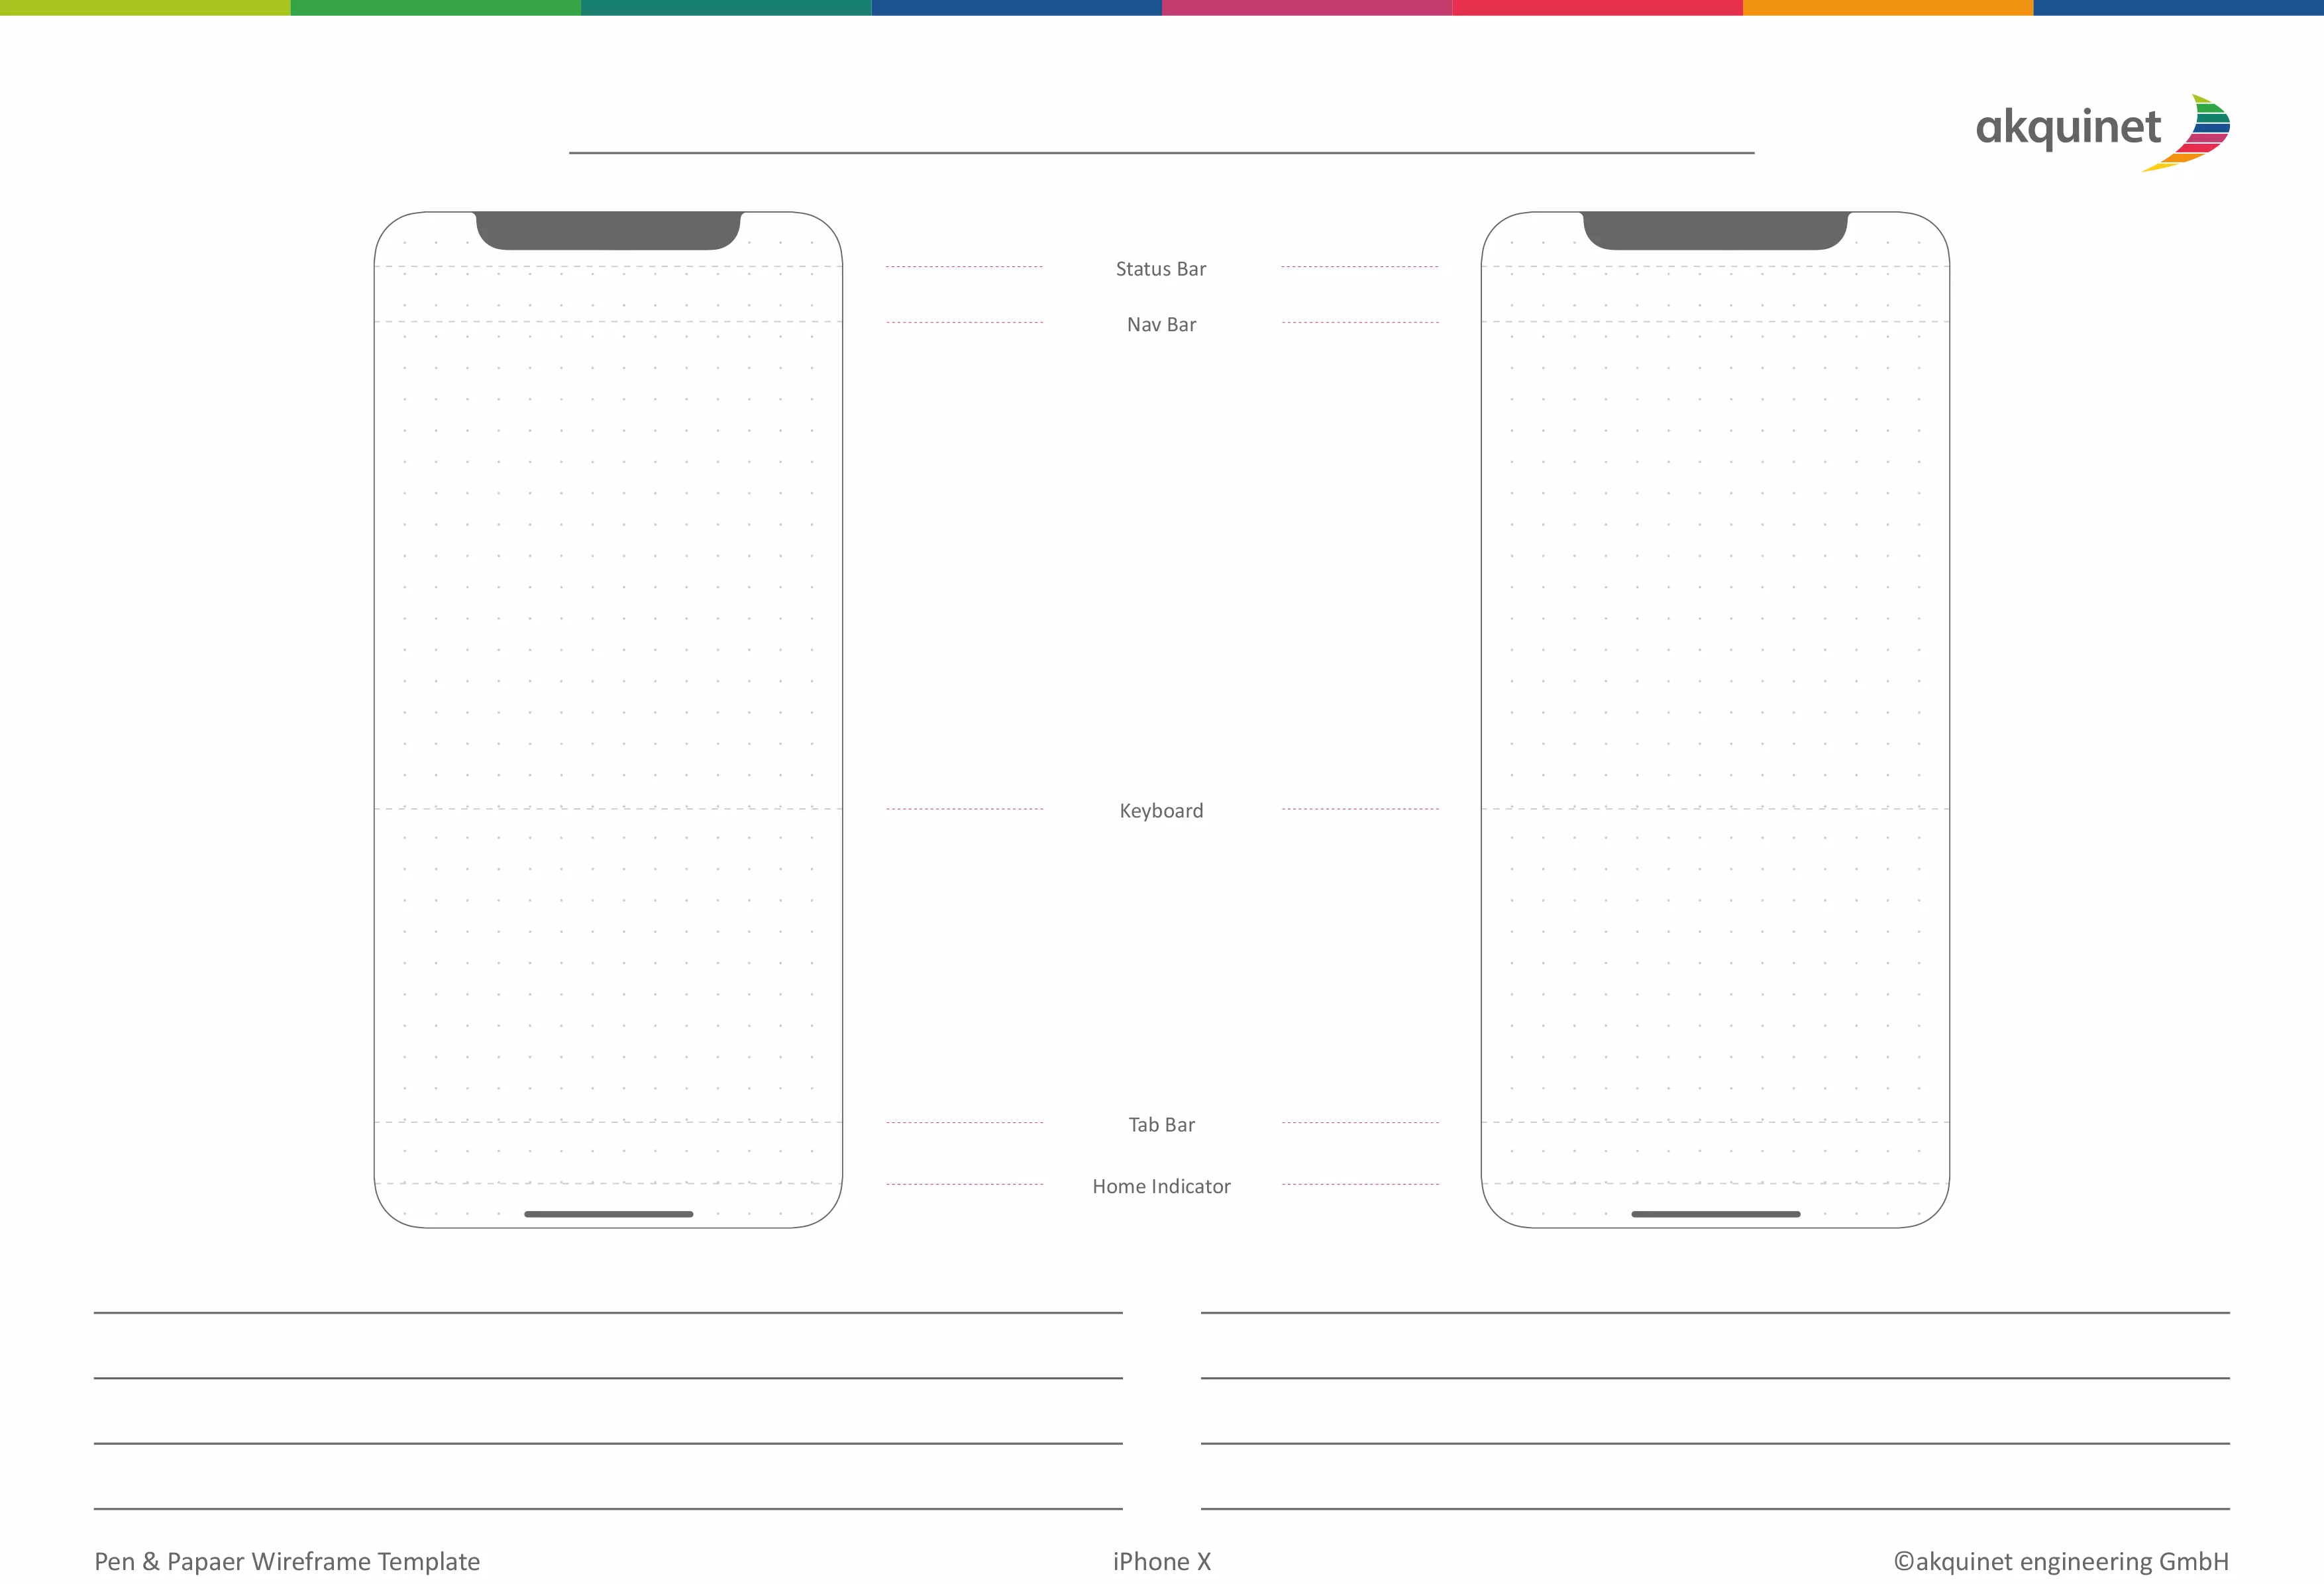 akquinet
Status Bar
Nav Bar
Keyboard
Tab Bar
Home Indicator
Pen & Papaer Wireframe Template
iPhone X
©akquinet engineering GmbH